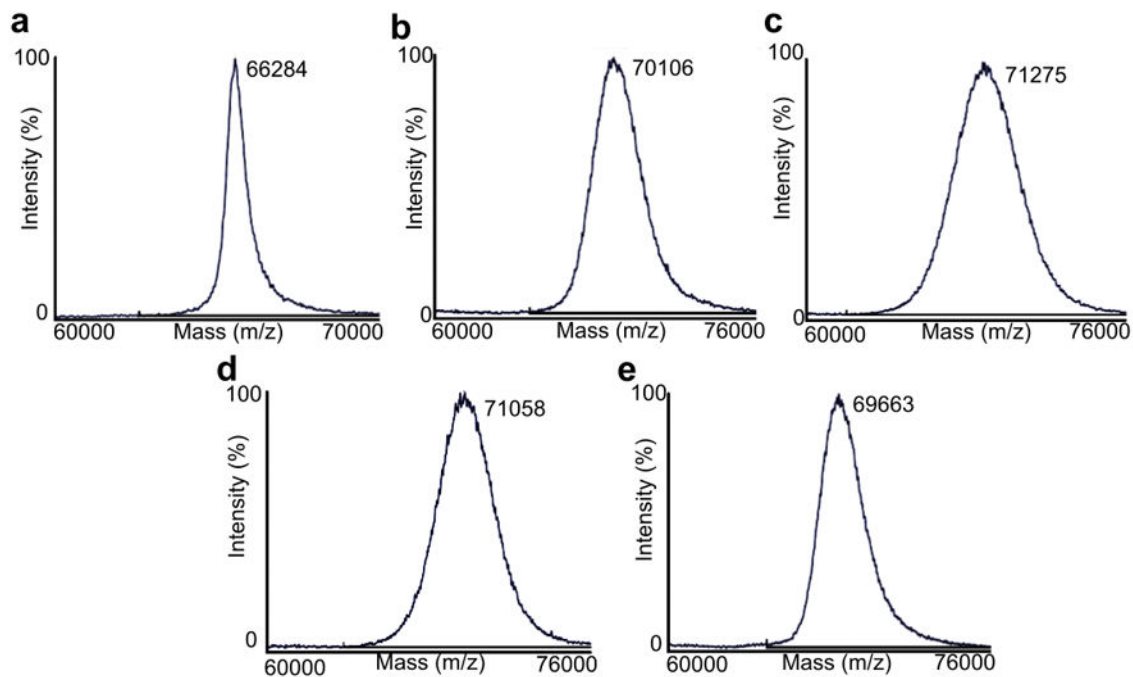 a
100
66284
Intensity (%)
0
60000
Mass (m/z)
70000
b
100
70106
Intensity (%)
0
60000
Mass (m/z)
76000
c
100
71275
Intensity (%)
0
60000
Mass (m/z)
76000
d
100
71058
Intensity (%)
0
60000
Mass (m/z)
76000
e
100
69663
Intensity (%)
0
60000
Mass (m/z)
76000